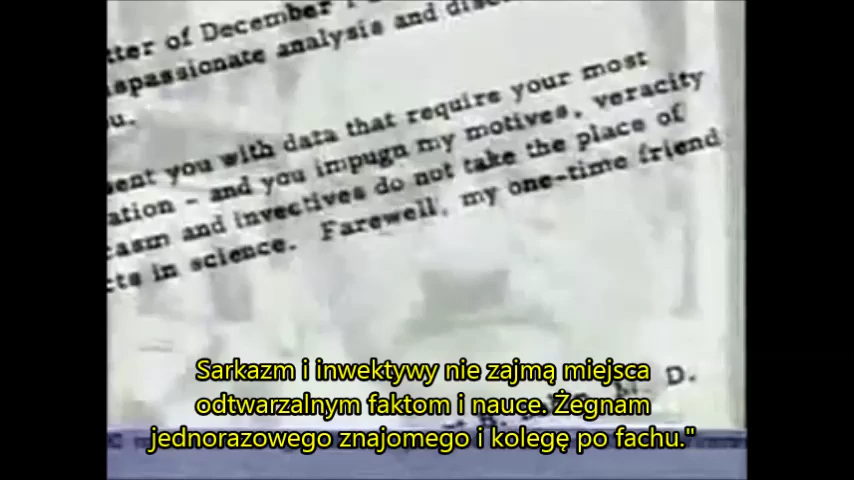 tter of December
spassionate analysis and disc
u.
sent you with data that require your most
ation - and you impugn my motives, veracity
casm and invectives do not take the place of
cts in science. Farewell, my one-time friend
D.
Sarkazm i inwektywy nie zajmą miejsca
odtwarzalnym faktom i nauce. Żegnam
jednorazowego znajomego i kolegę po fachu."